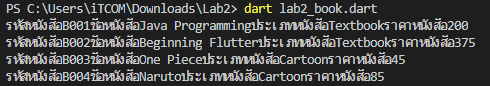 PS C:\Users\iTCOM\Downloads\Lab2> dart lab2_book.dart
รหัสหนังสือB001ชื่อหนังสือJava ProgrammingประเภทหนังสือTextbookราคาหนังสือ200
รหัสหนังสือB002ชื่อหนังสือBeginning FlutterประเภทหนังสือTextbookราคาหนังสือ375
รหัสหนังสือB003ชื่อหนังสือOne PieceประเภทหนังสือCartoonราคาหนังสือ45
รหัสหนังสือB004ชื่อหนังสือNarutoประเภทหนังสือCartoonราคาหนังสือ85